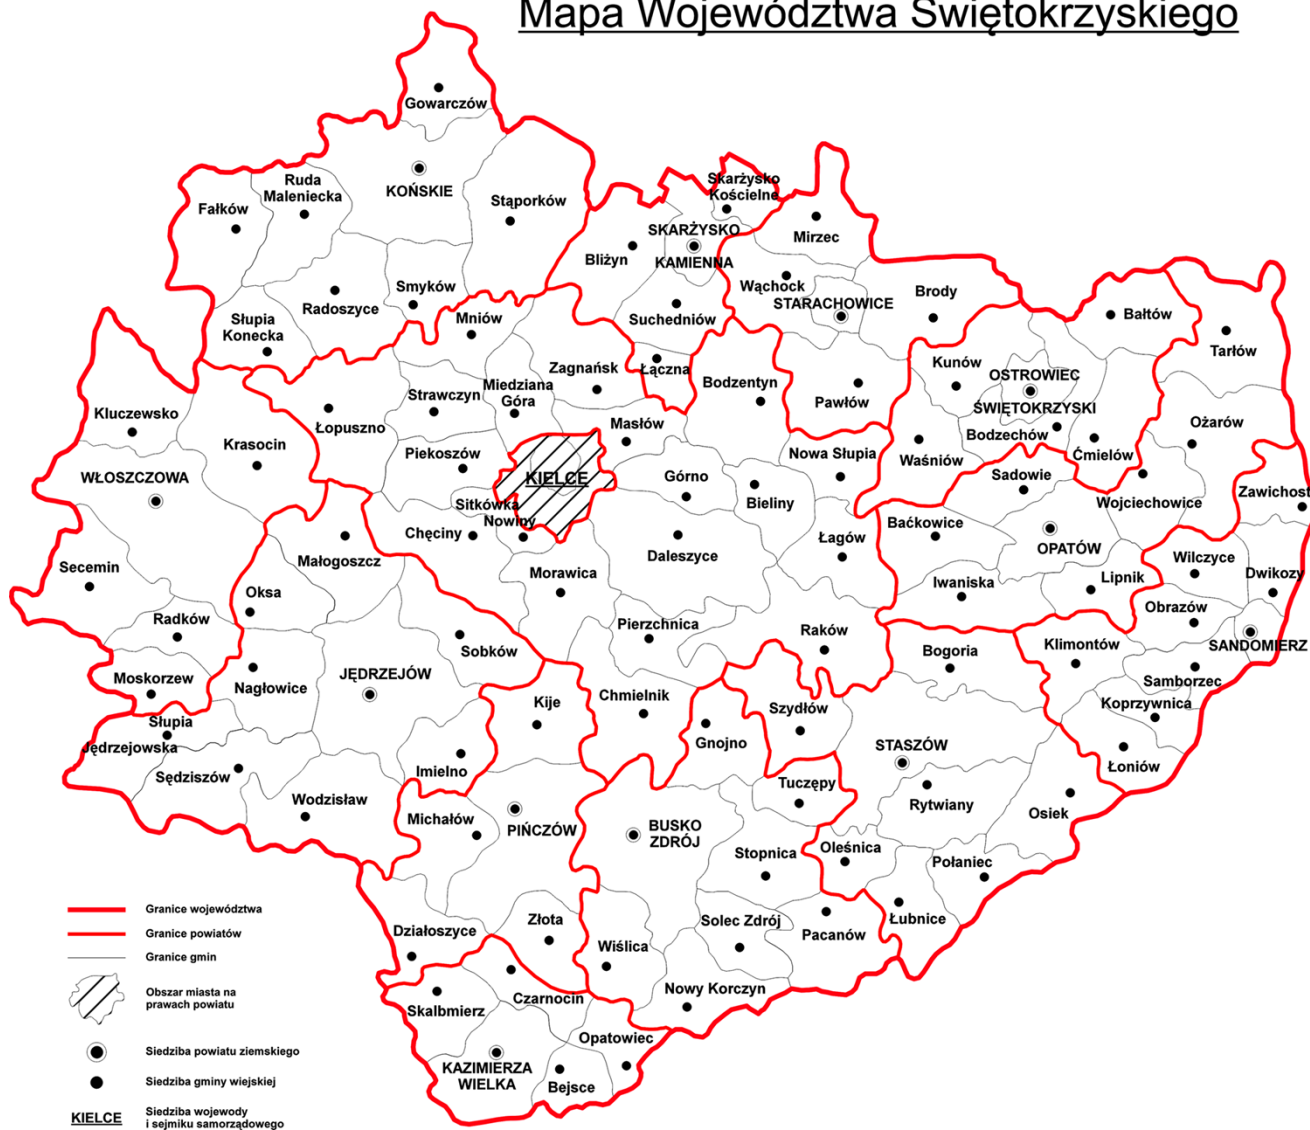 Mapa Województwa Świętokrzyskiego
Gowarczów
KOŃSKIE
Ruda
Maleniecka
Fałków
Stąporków
Skarżysko
Kościelne
SKARŻYSKO
KAMIENNA
Bliżyn
Mirzec
Wąchock
STARACHOWICE
Brody
Bałtów
Tarłów
Smyków
Radoszyce
Słupia
Konecka
Mniów
Suchedniów
Łączna
Zagnańsk
Bodzentyn
Pawłów
Kunów
OSTROWIEC
ŚWIĘTOKRZYSKI
Bodzechów
Ćmielów
Waśniów
Ożarów
Kluczewsko
Krasocin
Łopuszno
Strawczyn
Miedziana
Góra
Masłów
Piekoszów
KIELCE
Górno
Bieliny
Nowa Słupia
Sadowie
Wojciechowice
Zawichost
WŁOSZCZOWA
Sitkówka
Nowiny
Chęciny
Małogoszcz
Daleszyce
Łagów
Baćkowice
OPATÓW
Wilczyce
Dwikozy
Secemin
Oksa
Morawica
Iwaniska
Lipnik
Obrazów
SANDOMIERZ
Radków
Sobków
Pierzchnica
Raków
Bogoria
Klimontów
Samborzec
Koprzywnica
Moskorzew
Nagłowice
JĘDRZEJÓW
Kije
Chmielnik
Gnojno
Szydłów
STASZÓW
Łoniów
Słupia
Jędrzejowska
Sędziszów
Imielno
Wodzisław
Michałów
PIŃCZÓW
BUSKO
ZDRÓJ
Tuczępy
Rytwiany
Osiek
Stopnica
Oleśnica
Połaniec
Łubnice
Działoszyce
Złota
Wiślica
Solec Zdrój
Pacanów
Nowy Korczyn
Skalbmierz
Czarnocin
Opatowiec
KAZIMIERZA
WIELKA
Bejsce
Granice województwa
Granice powiatów
Granice gmin
Obszar miasta na
prawach powiatu
Siedziba powiatu ziemskiego
Siedziba gminy wiejskiej
KIELCE
Siedziba wojewody
i sejmiku samorządowego